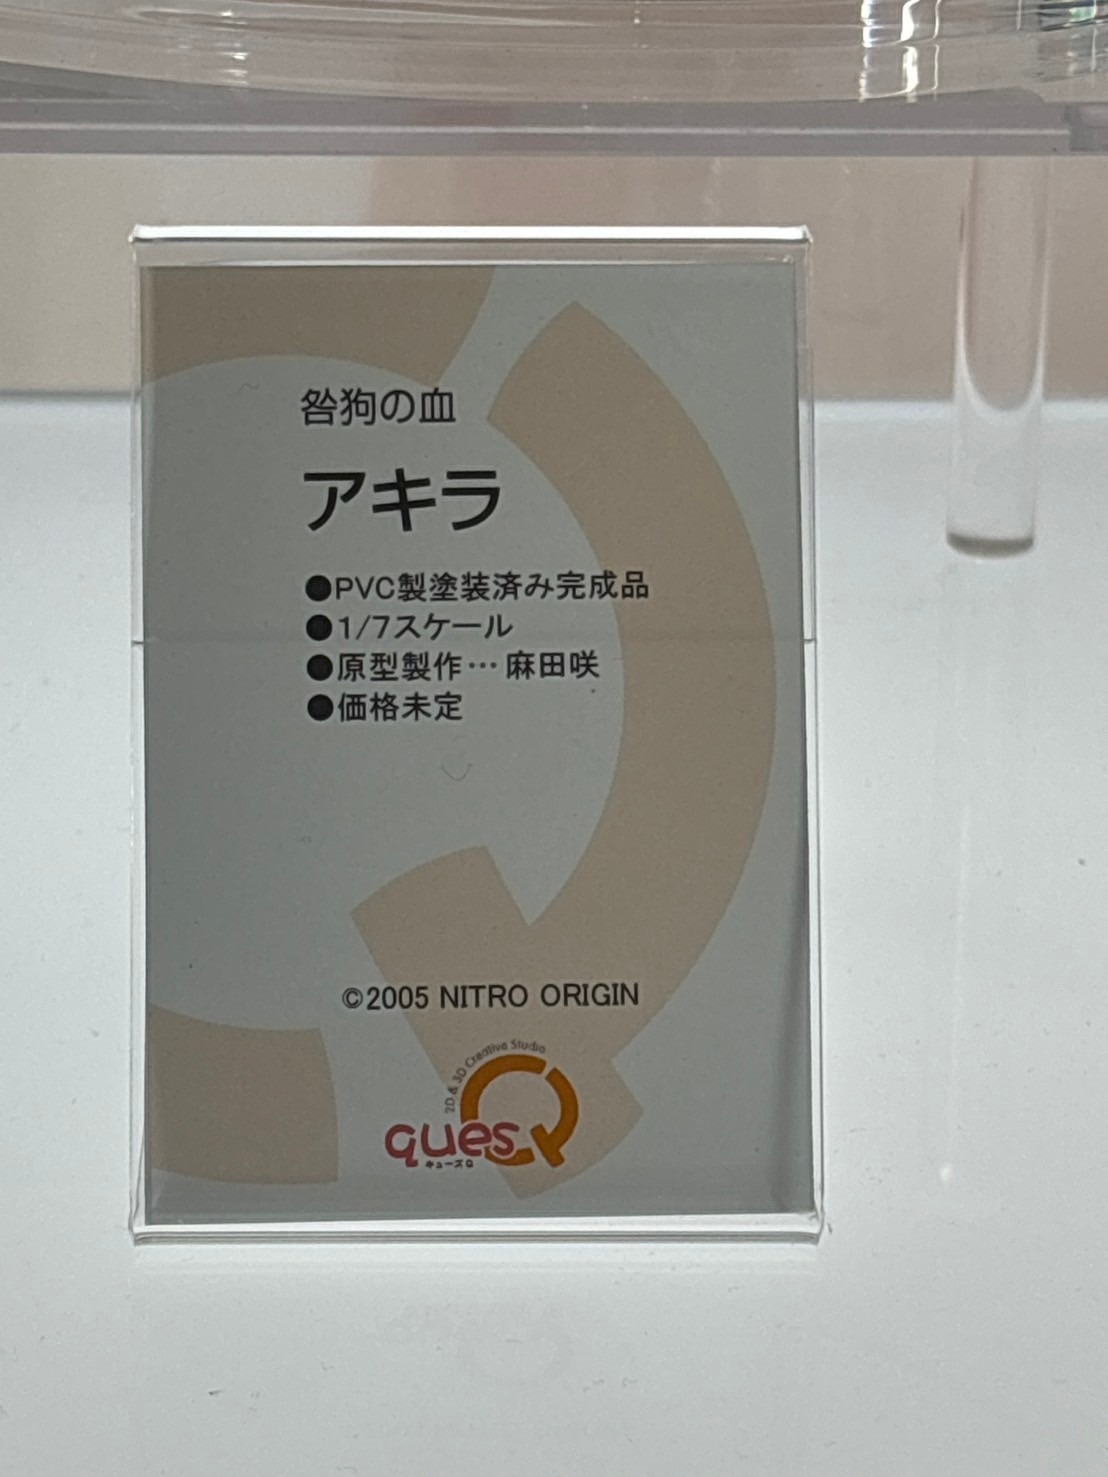 咎狗の血
アキラ
●PVC製塗装済み完成品
●1/7スケール
●原型製作…麻田咲
●価格未定
©2005 NITRO ORIGIN
2D & 3D Creative Studio
quesQ
キューズQ